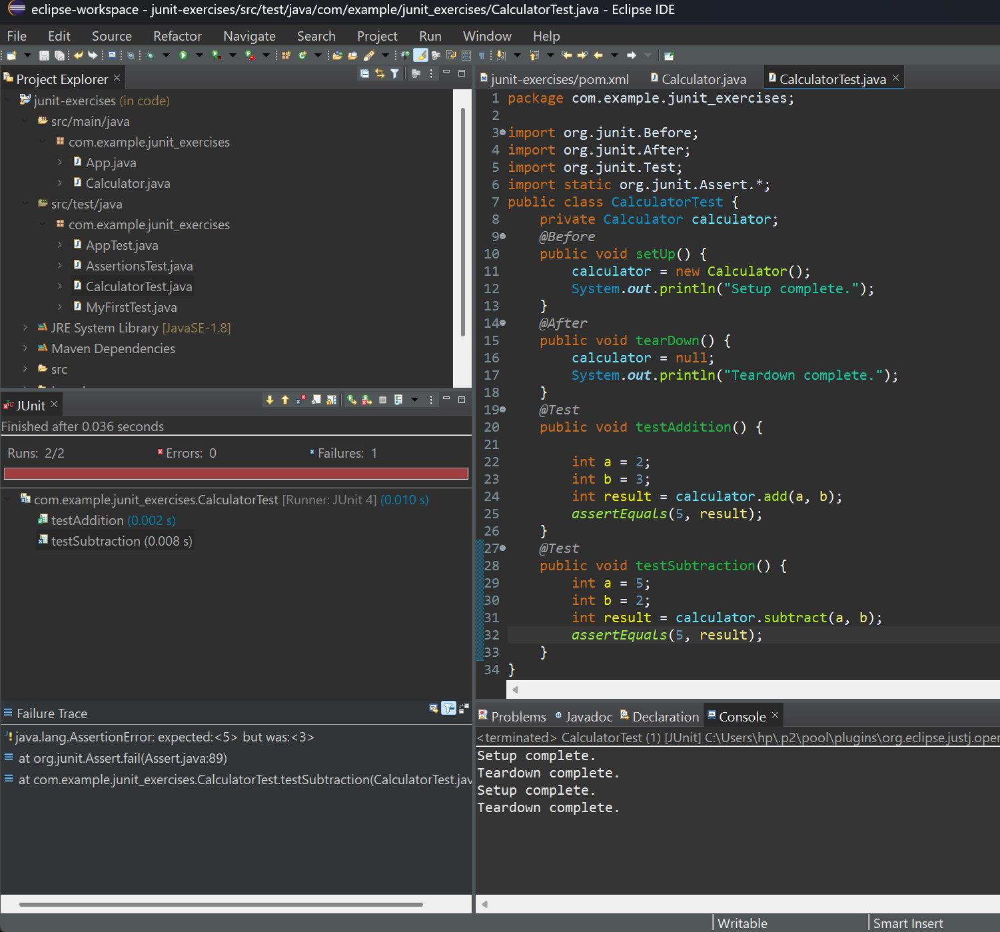 eclipse-workspace - junit-exercises/src/test/java/com/example/junit_exercises/CalculatorTest.java - Eclipse IDE
File Edit Source Refactor Navigate Search Project Run Window Help
Project Explorer
junit-exercises (in code)
src/main/java
com.example.junit_exercises
App.java
Calculator.java
src/test/java
com.example.junit_exercises
AppTest.java
AssertionsTest.java
CalculatorTest.java
MyFirstTest.java
JRE System Library [JavaSE-1.8]
Maven Dependencies
src
JUnit
Finished after 0.036 seconds
Runs: 2/2 Errors: 0 Failures: 1
com.example.junit_exercises.CalculatorTest [Runner: JUnit 4] (0.010 s)
testAddition (0.002 s)
testSubtraction (0.008 s)
Failure Trace
java.lang.AssertionError: expected:<5> but was:<3>
at org.junit.Assert.fail(Assert.java:89)
at com.example.junit_exercises.CalculatorTest.testSubtraction(CalculatorTest.jav
junit-exercises/pom.xml Calculator.java CalculatorTest.java
1 package com.example.junit_exercises;
2
3 import org.junit.Before;
4 import org.junit.After;
5 import org.junit.Test;
6 import static org.junit.Assert.*;
7 public class CalculatorTest {
8     private Calculator calculator;
9     @Before
10     public void setUp() {
11         calculator = new Calculator();
12         System.out.println("Setup complete.");
13     }
14     @After
15     public void tearDown() {
16         calculator = null;
17         System.out.println("Teardown complete.");
18     }
19     @Test
20     public void testAddition() {
21
22         int a = 2;
23         int b = 3;
24         int result = calculator.add(a, b);
25         assertEquals(5, result);
26     }
27     @Test
28     public void testSubtraction() {
29         int a = 5;
30         int b = 2;
31         int result = calculator.subtract(a, b);
32         assertEquals(5, result);
33     }
34 }
Problems Javadoc Declaration Console
<terminated> CalculatorTest (1) [JUnit] C:\Users\hp\.p2\pool\plugins\org.eclipse.justj.oper
Setup complete.
Teardown complete.
Setup complete.
Teardown complete.
Writable Smart Insert